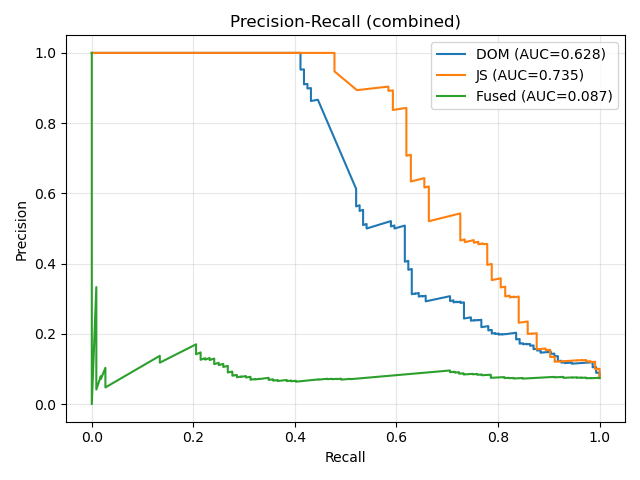 Precision-Recall (combined)
DOM (AUC=0.628)
JS (AUC=0.735)
Fused (AUC=0.087)
Precision
1.0
0.8
0.6
0.4
0.2
0.0
0.0 0.2 0.4 0.6 0.8 1.0
Recall